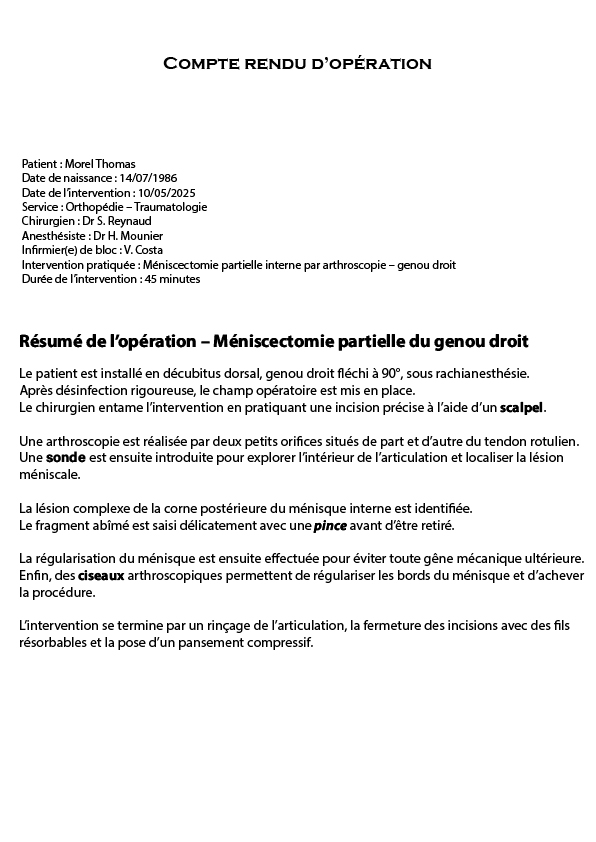 COMPTE RENDU D'OPÉRATION
Patient : Morel Thomas
Date de naissance : 14/07/1986
Date de l'intervention : 10/05/2025
Service : Orthopédie – Traumatologie
Chirurgien : Dr S. Reynaud
Anesthésiste : Dr H. Mounier
Infirmier(e) de bloc : V. Costa
Intervention pratiquée : Méniscectomie partielle interne par arthroscopie – genou droit
Durée de l'intervention : 45 minutes
Résumé de l'opération – Méniscectomie partielle du genou droit
Le patient est installé en décubitus dorsal, genou droit fléchi à 90°, sous rachianesthésie.
Après désinfection rigoureuse, le champ opératoire est mis en place.
Le chirurgien entame l'intervention en pratiquant une incision précise à l'aide d'un scalpel.
Une arthroscopie est réalisée par deux petits orifices situés de part et d'autre du tendon rotulien.
Une sonde est ensuite introduite pour explorer l'intérieur de l'articulation et localiser la lésion
méniscale.
La lésion complexe de la corne postérieure du ménisque interne est identifiée.
Le fragment abîmé est saisi délicatement avec une pince avant d'être retiré.
La régularisation du ménisque est ensuite effectuée pour éviter toute gêne mécanique ultérieure.
Enfin, des ciseaux arthroscopiques permettent de régulariser les bords du ménisque et d'achever
la procédure.
L'intervention se termine par un rinçage de l'articulation, la fermeture des incisions avec des fils
résorbables et la pose d'un pansement compressif.